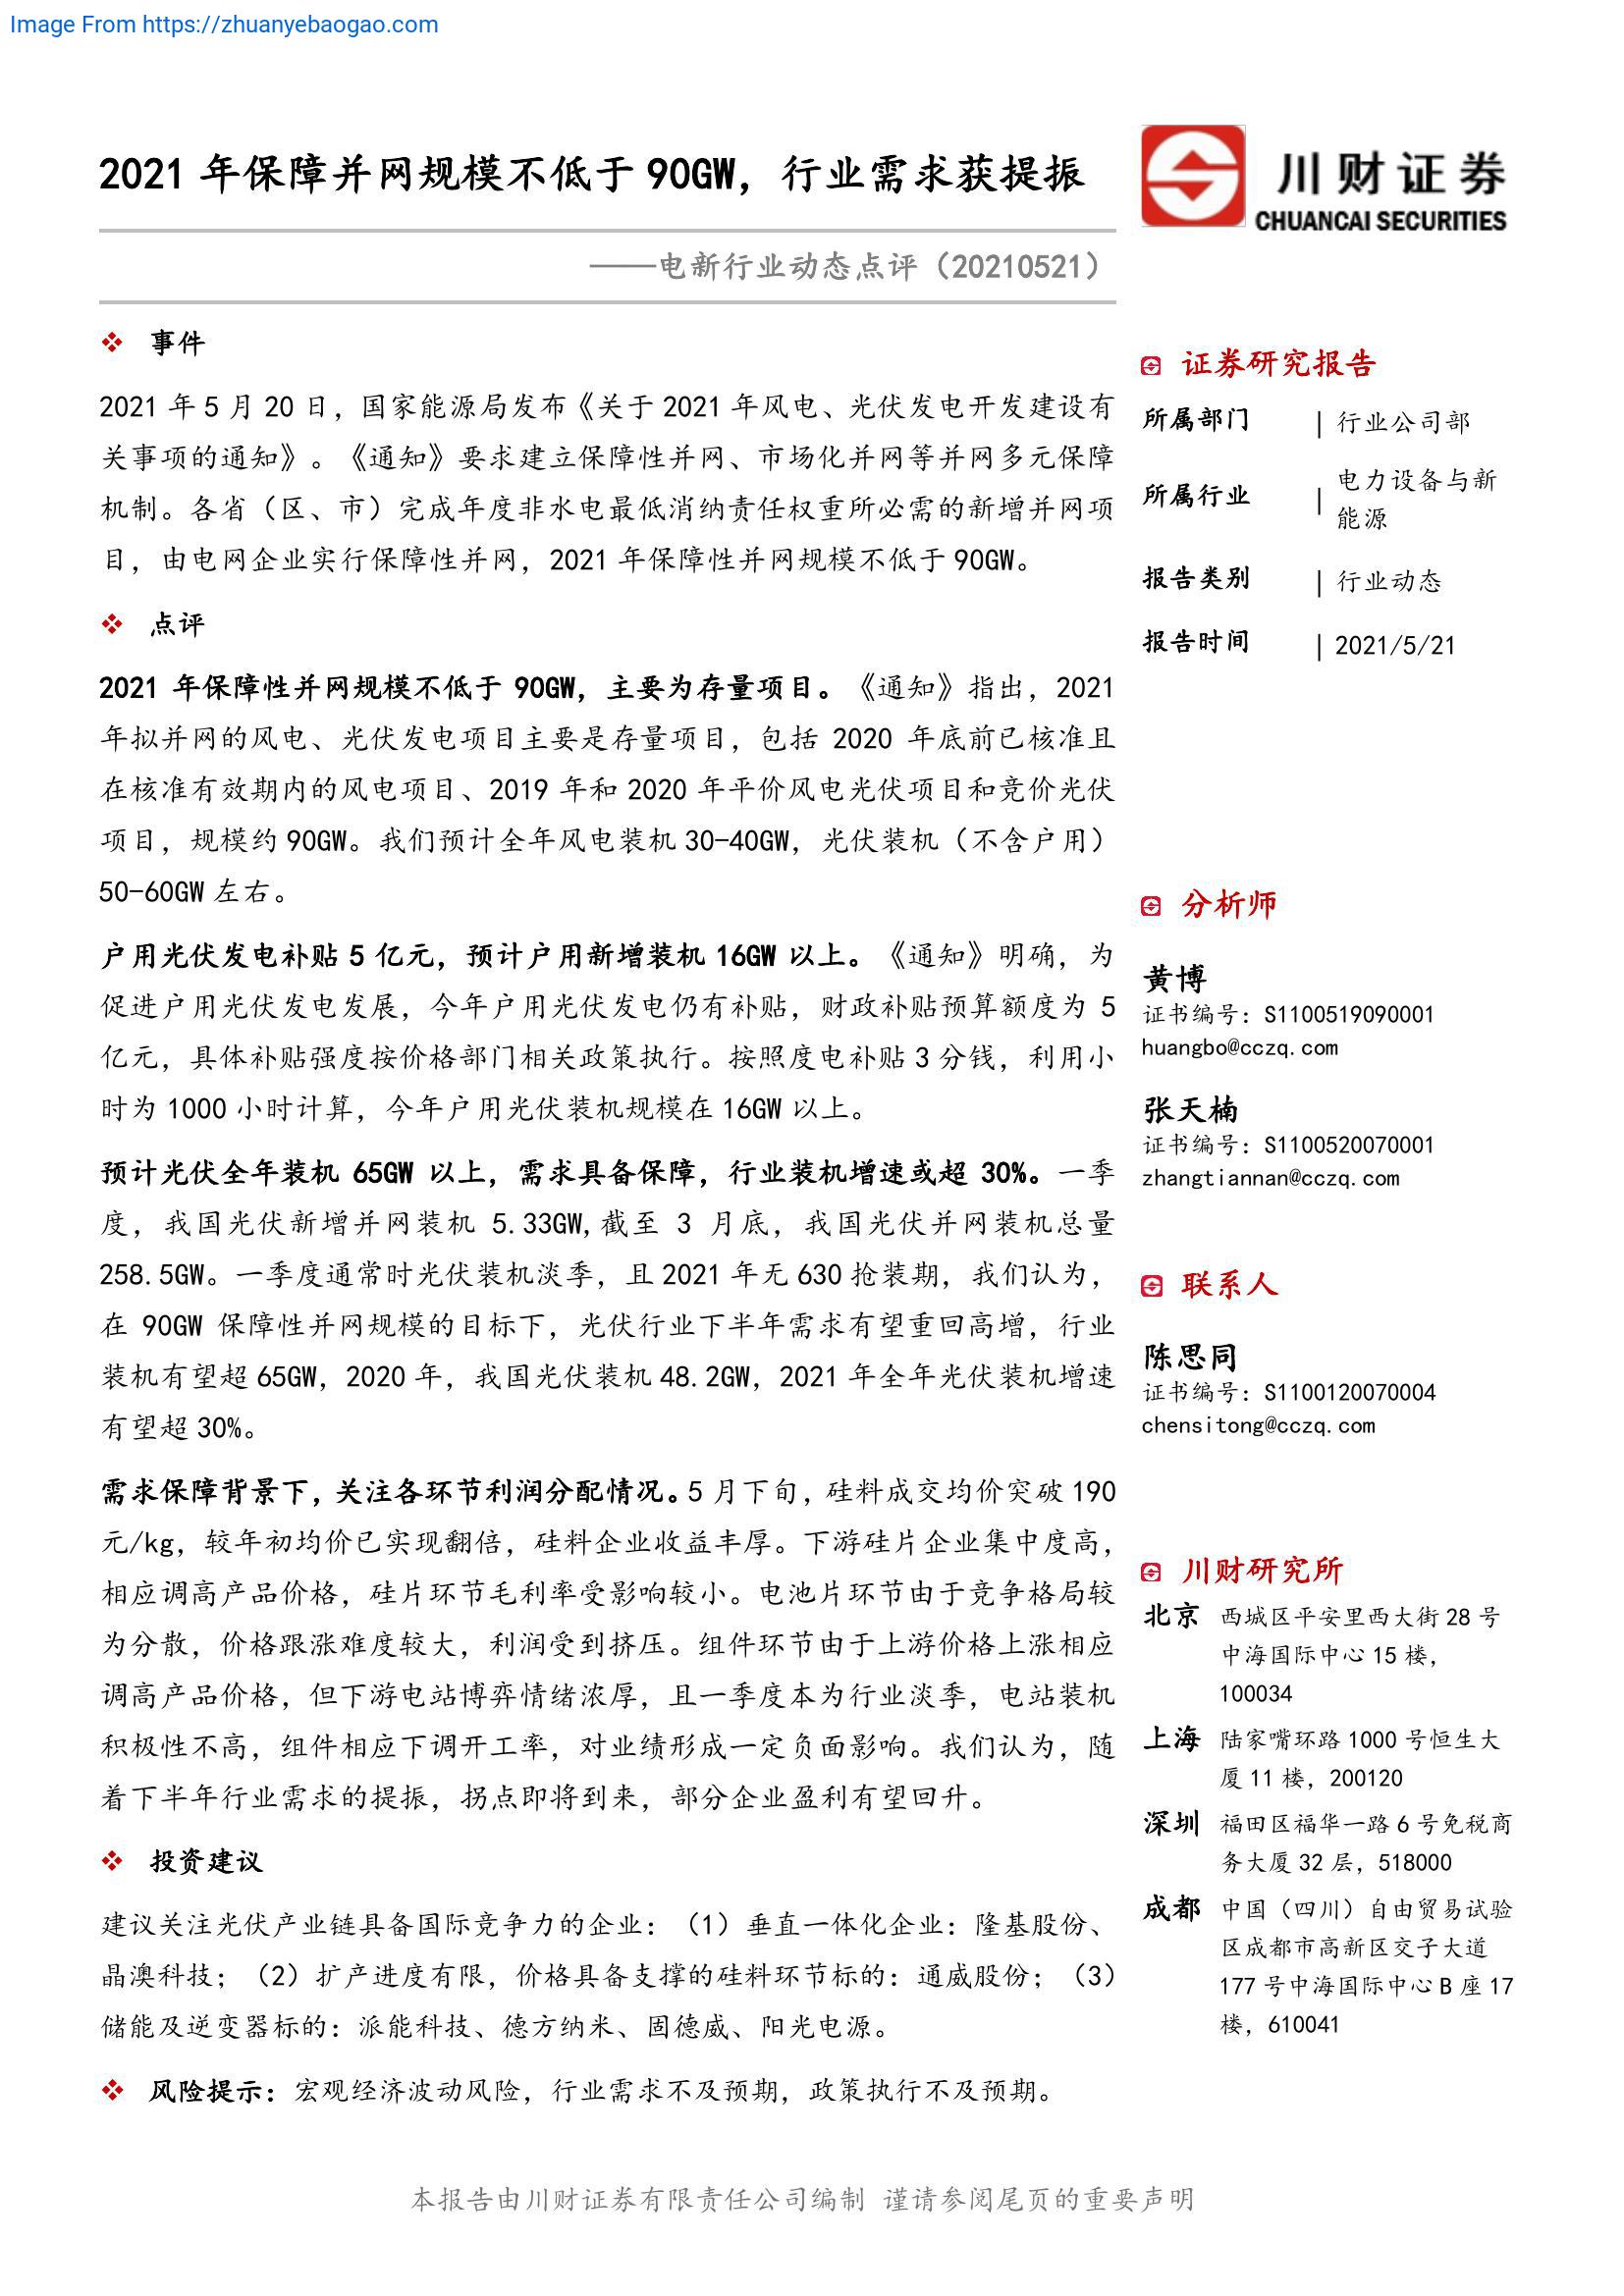 Image From https://zhuanyebaogao.com
2021 年保障并网规模不低于 90GW，行业需求获提振
——电新行业动态点评（20210521）
川财证券
CHUANCAI SECURITIES
事件
2021 年 5 月 20 日，国家能源局发布《关于 2021 年风电、光伏发电开发建设有
关事项的通知》。《通知》要求建立保障性并网、市场化并网等并网多元保障
机制。各省（区、市）完成年度非水电最低消纳责任权重所必需的新增并网项
目，由电网企业实行保障性并网，2021 年保障性并网规模不低于 90GW。
点评
2021 年保障性并网规模不低于 90GW，主要为存量项目。《通知》指出，2021
年拟并网的风电、光伏发电项目主要是存量项目，包括 2020 年底前已核准且
在核准有效期内的风电项目、2019 年和 2020 年平价风电光伏项目和竞价光伏
项目，规模约 90GW。我们预计全年风电装机 30-40GW，光伏装机（不含户用）
50-60GW 左右。
户用光伏发电补贴 5 亿元，预计户用新增装机 16GW 以上。《通知》明确，为
促进户用光伏发电发展，今年户用光伏发电仍有补贴，财政补贴预算额度为 5
亿元，具体补贴强度按价格部门相关政策执行。按照度电补贴 3 分钱，利用小
时为 1000 小时计算，今年户用光伏装机规模在 16GW 以上。
预计光伏全年装机 65GW 以上，需求具备保障，行业装机增速或超 30%。一季
度，我国光伏新增并网装机 5.33GW,截至 3 月底，我国光伏并网装机总量
258.5GW。一季度通常时光伏装机淡季，且 2021 年无 630 抢装期，我们认为，
在 90GW 保障性并网规模的目标下，光伏行业下半年需求有望重回高增，行业
装机有望超 65GW，2020 年，我国光伏装机 48.2GW，2021 年全年光伏装机增速
有望超 30%。
需求保障背景下，关注各环节利润分配情况。5 月下旬，硅料成交均价突破 190
元/kg，较年初均价已实现翻倍，硅料企业收益丰厚。下游硅片企业集中度高，
相应调高产品价格，硅片环节毛利率受影响较小。电池片环节由于竞争格局较
为分散，价格跟涨难度较大，利润受到挤压。组件环节由于上游价格上涨相应
调高产品价格，但下游电站博弈情绪浓厚，且一季度本为行业淡季，电站装机
积极性不高，组件相应下调开工率，对业绩形成一定负面影响。我们认为，随
着下半年行业需求的提振，拐点即将到来，部分企业盈利有望回升。
投资建议
建议关注光伏产业链具备国际竞争力的企业：（1）垂直一体化企业：隆基股份、
晶澳科技；（2）扩产进度有限，价格具备支撑的硅料环节标的：通威股份；（3）
储能及逆变器标的：派能科技、德方纳米、固德威、阳光电源。
风险提示：宏观经济波动风险，行业需求不及预期，政策执行不及预期。
证券研究报告
所属部门 | 行业公司部
所属行业 | 电力设备与新
能源
报告类别 | 行业动态
报告时间 | 2021/5/21
分析师
黄博
证书编号：S1100519090001
huangbo@cczq.com
张天楠
证书编号：S1100520070001
zhangtiannan@cczq.com
联系人
陈思同
证书编号：S1100120070004
chensitong@cczq.com
川财研究所
北京 西城区平安里西大街 28 号
中海国际中心 15 楼，
100034
上海 陆家嘴环路 1000 号恒生大
厦 11 楼，200120
深圳 福田区福华一路 6 号免税商
务大厦 32 层，518000
成都 中国（四川）自由贸易试验
区成都市高新区交子大道
177 号中海国际中心 B 座 17
楼，610041
本报告由川财证券有限责任公司编制 谨请参阅尾页的重要声明